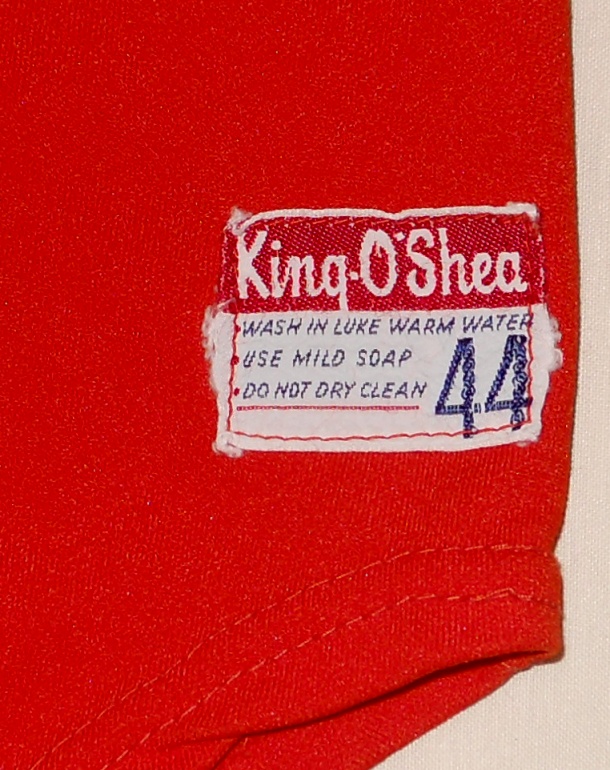 King-O'Shea
•WASH IN LUKE WARM WATER
•USE MILD SOAP
•DO NOT DRY CLEAN
44